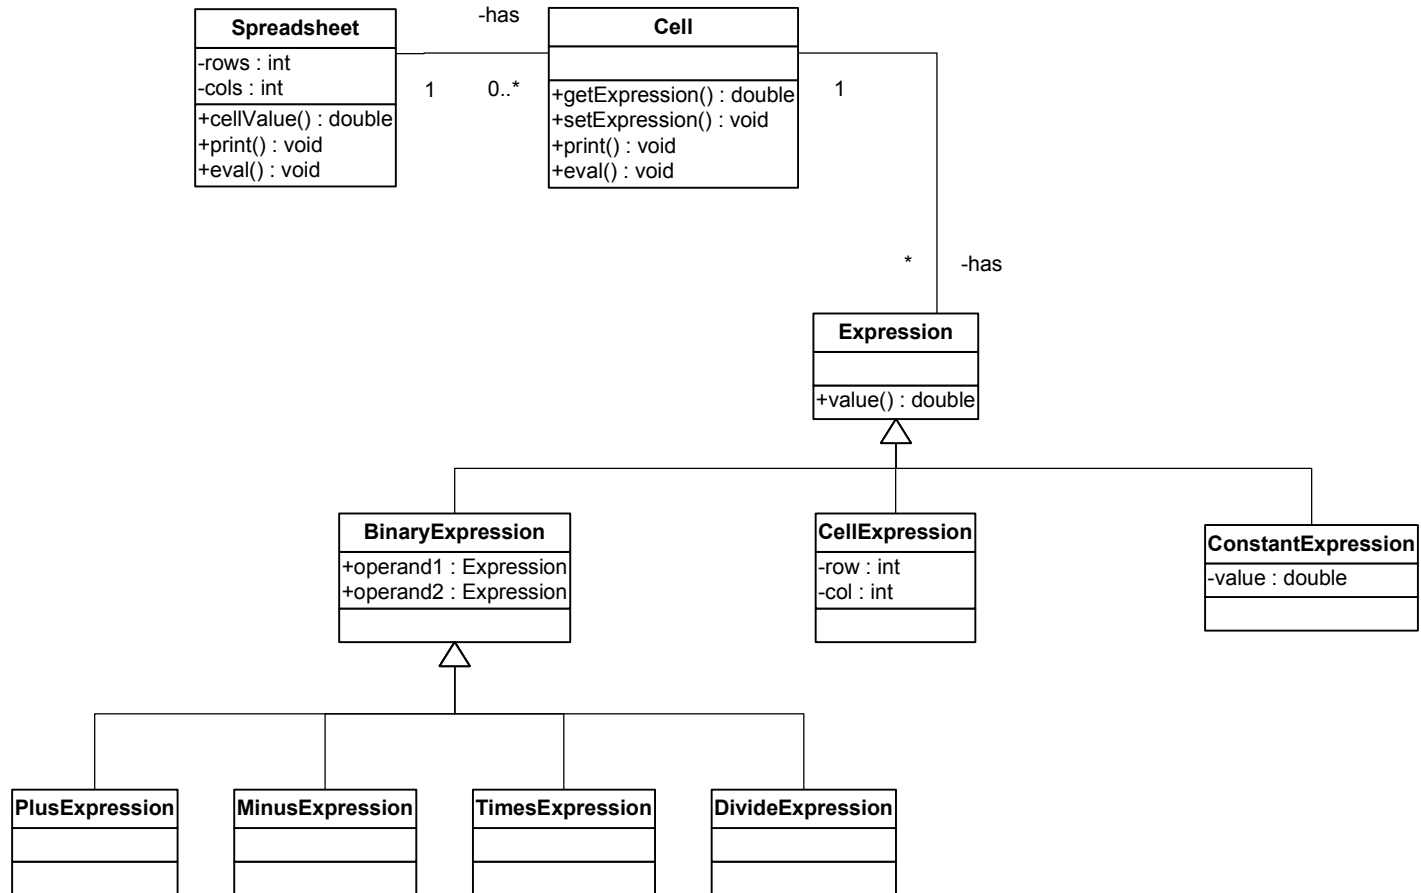 Spreadsheet
-rows : int
-cols : int
+cellValue() : double
+print() : void
+eval() : void
-has
1
0..*
Cell
+getExpression() : double
+setExpression() : void
+print() : void
+eval() : void
1
*
-has
Expression
+value() : double
BinaryExpression
+operand1 : Expression
+operand2 : Expression
CellExpression
-row : int
-col : int
ConstantExpression
-value : double
PlusExpression
MinusExpression
TimesExpression
DivideExpression